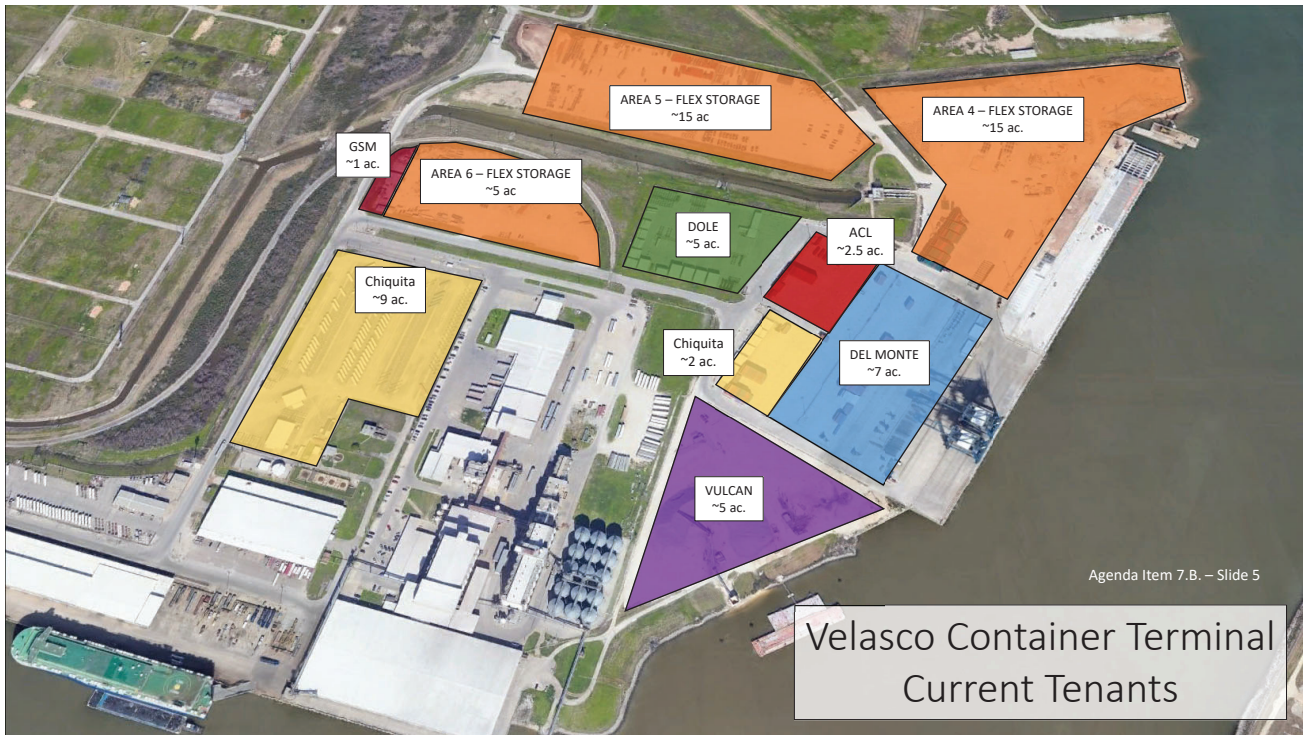 AREA 5 – FLEX STORAGE
~15 ac
AREA 4 – FLEX STORAGE
~15 ac.
GSM
~1 ac.
AREA 6 – FLEX STORAGE
~5 ac
DOLE
~5 ac.
ACL
~2.5 ac.
Chiquita
~9 ac.
Chiquita
~2 ac.
DEL MONTE
~7 ac.
VULCAN
~5 ac.
Agenda Item 7.B. – Slide 5
Velasco Container Terminal
Current Tenants